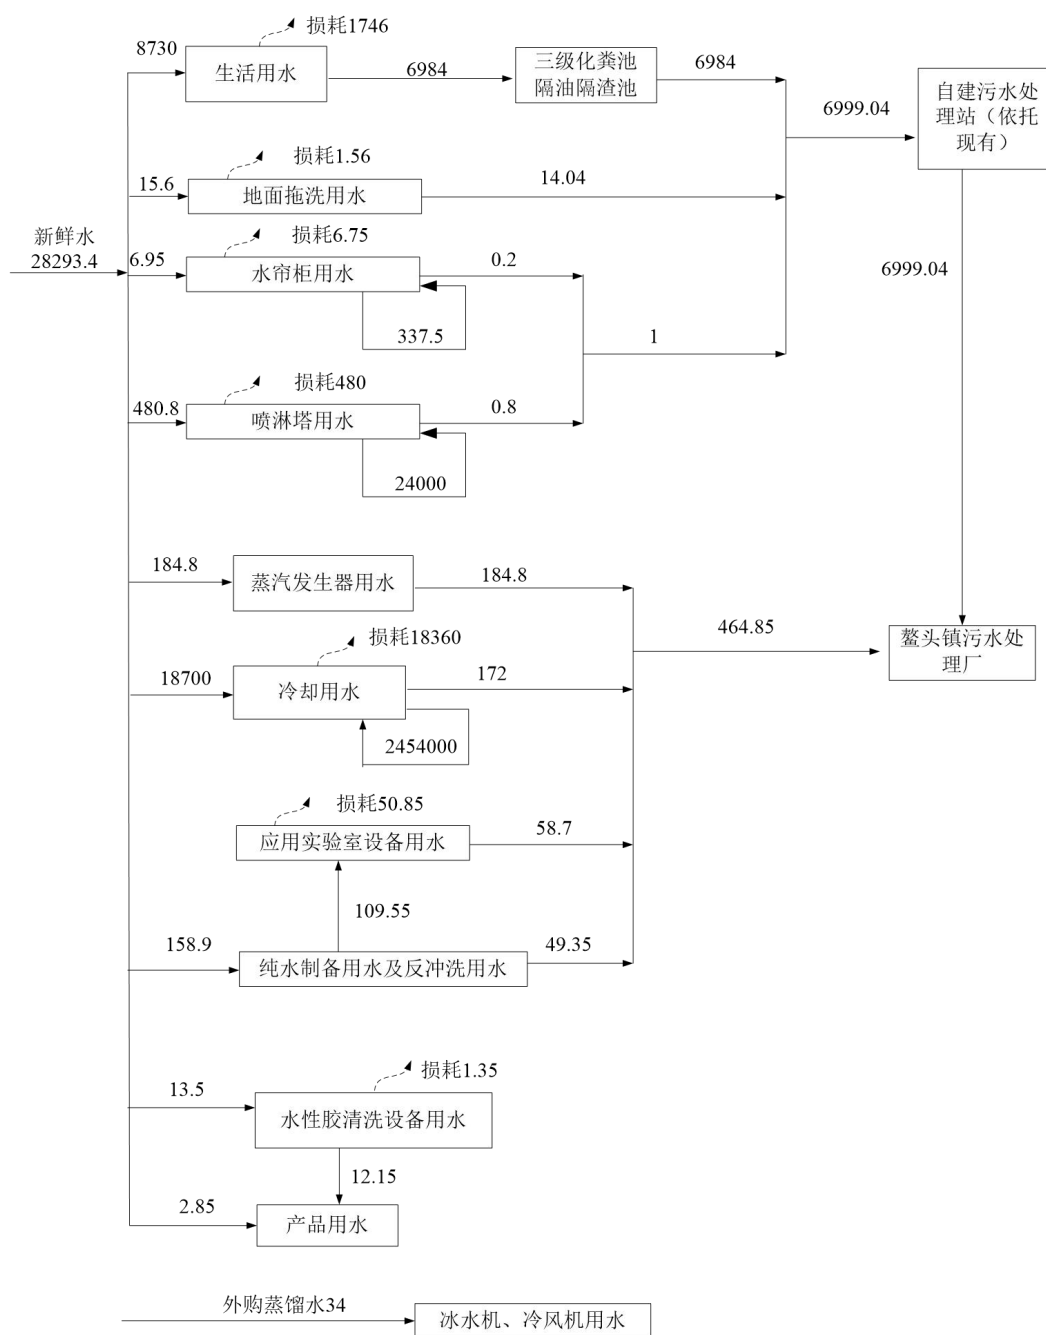 损耗1746
8730
生活用水
6984
三级化粪池
隔油隔渣池
6984
6999.04
自建污水处
理站（依托
现有）
损耗1.56
15.6
地面拖洗用水
14.04
新鲜水
28293.4
损耗6.75
6.95
水帘柜用水
0.2
337.5
1
6999.04
损耗480
480.8
喷淋塔用水
0.8
24000
184.8
蒸汽发生器用水
184.8
464.85
鳌头镇污水处
理厂
损耗18360
18700
冷却用水
172
2454000
损耗50.85
应用实验室设备用水
58.7
109.55
158.9
纯水制备用水及反冲洗用水
49.35
损耗1.35
13.5
水性胶清洗设备用水
12.15
2.85
产品用水
外购蒸馏水34
冰水机、冷风机用水